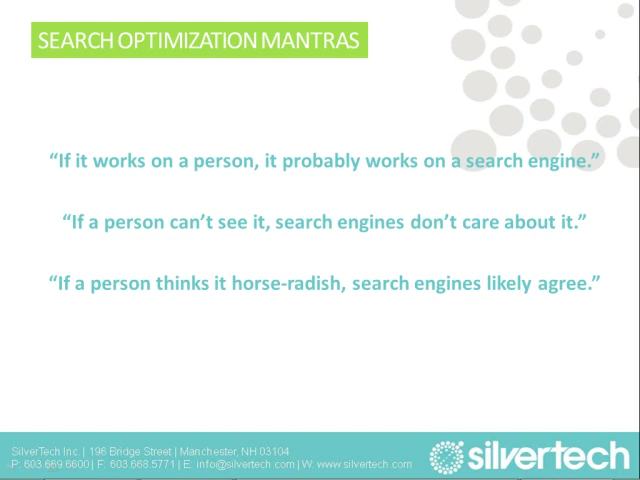 SEARCH OPTIMIZATION MANTRAS
“If it works on a person, it probably works on a search engine.”
“If a person can’t see it, search engines don’t care about it.”
“If a person thinks it horse-radish, search engines likely agree.”
SilverTech Inc. | 196 Bridge Street | Manchester, NH 03104
P: 603.669.6600 | F: 603.668.5771 | E: info@silvertech.com | W: www.silvertech.com
silvertech